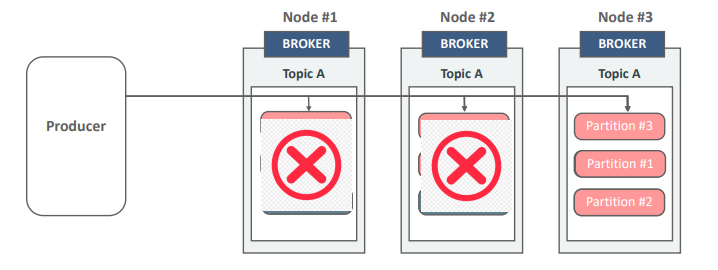 Node #1
Node #2
Node #3
BROKER
BROKER
BROKER
Topic A
Topic A
Topic A
Producer
Partition #3
Partition #1
Partition #2